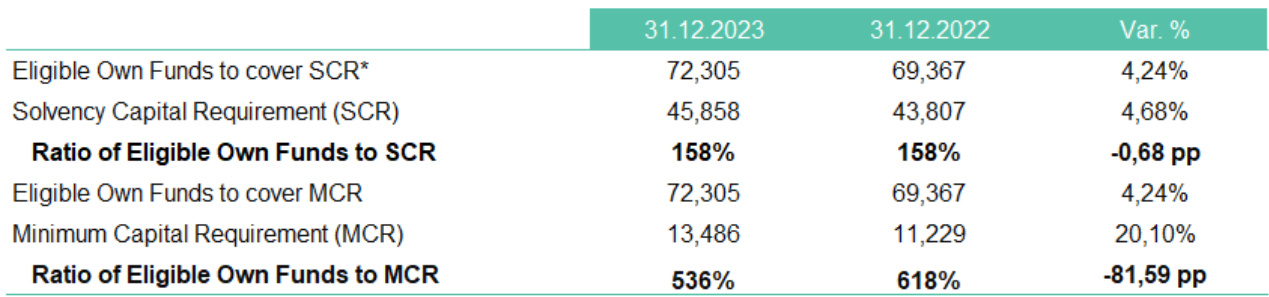 31.12.2023 31.12.2022 Var. %
Eligible Own Funds to cover SCR* 72,305 69,367 4,24%
Solvency Capital Requirement (SCR) 45,858 43,807 4,68%
Ratio of Eligible Own Funds to SCR 158% 158% -0,68 pp
Eligible Own Funds to cover MCR 72,305 69,367 4,24%
Minimum Capital Requirement (MCR) 13,486 11,229 20,10%
Ratio of Eligible Own Funds to MCR 536% 618% -81,59 pp